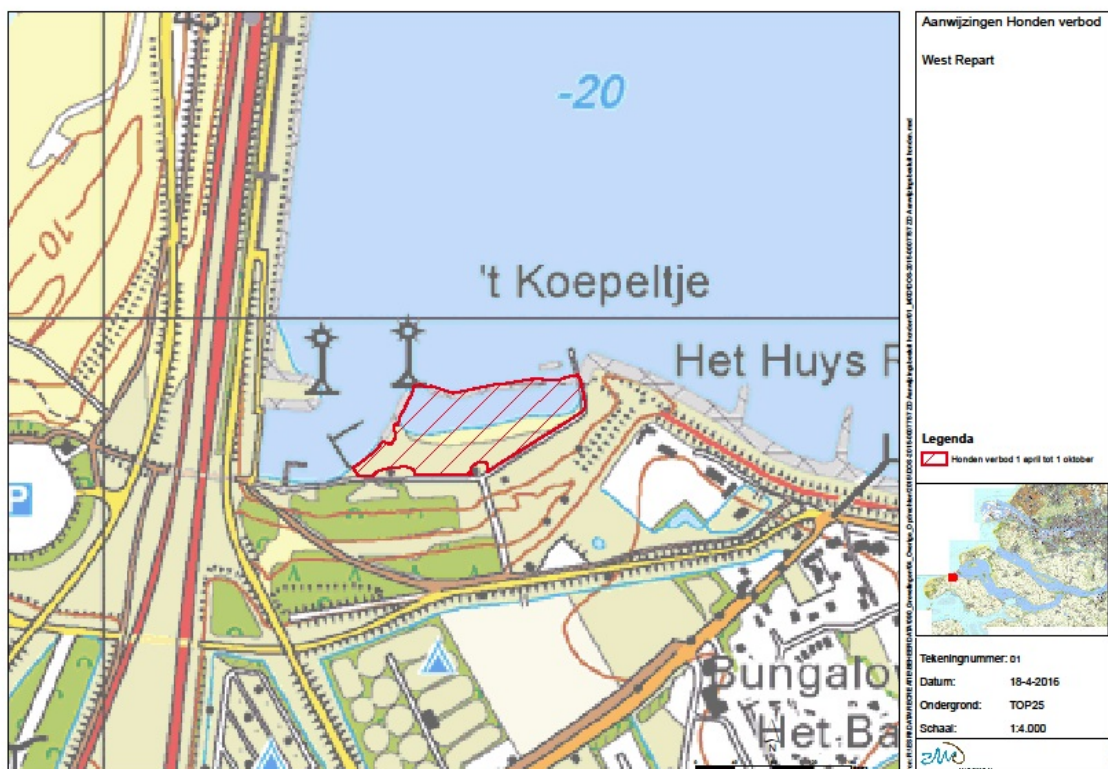 -20
10
't Koepeltje
Het Huys R
P
Bungalo
Het Ba
Aanwijzingen Honden verbod
West Repart
Legenda
Honden verbod 1 april tot 1 oktober
Tekeningnummer: 01
Datum: 18-4-2016
Ondergrond: TOP25
Schaal: 1:4.000